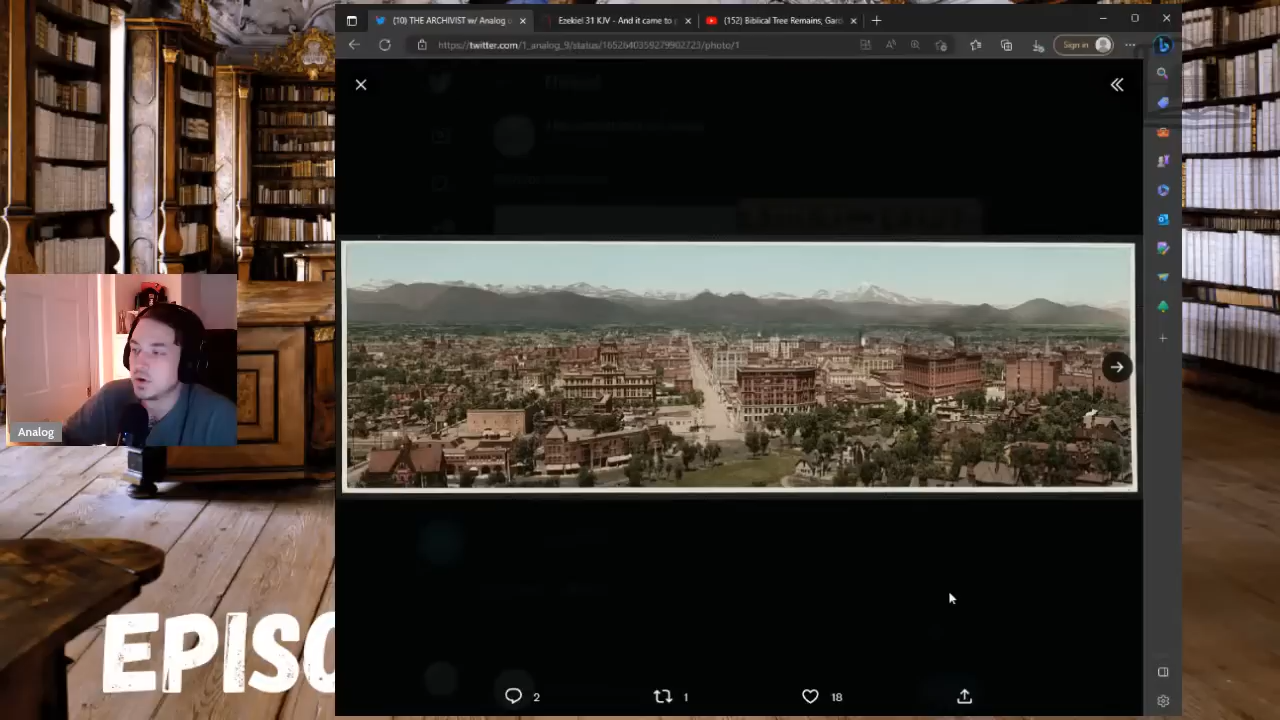 (10) THE ARCHIVIST w/ Analog
Ezekiel 31 KJV - And it came to
(152) Biblical Tree Remains; Gard
https://twitter.com/1_analog_9/status/1652640359279902723/photo/1
Sign in
Analog
EPISO
2
1
18